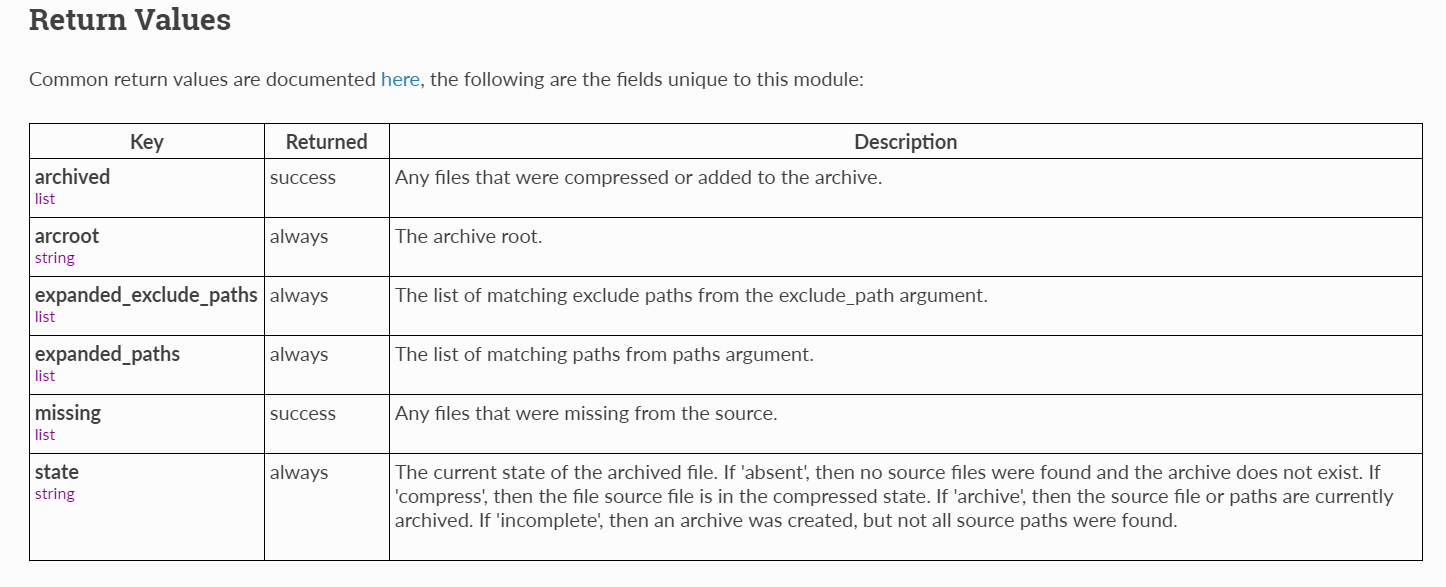 Return Values
Common return values are documented here, the following are the fields unique to this module:
Key Returned Description
archived success Any files that were compressed or added to the archive.
list
arcroot always The archive root.
string
expanded_exclude_paths always The list of matching exclude paths from the exclude_path argument.
list
expanded_paths always The list of matching paths from paths argument.
list
missing success Any files that were missing from the source.
list
state always The current state of the archived file. If 'absent', then no source files were found and the archive does not exist. If
string 'compress', then the file source file is in the compressed state. If 'archive', then the source file or paths are currently
archived. If 'incomplete', then an archive was created, but not all source paths were found.